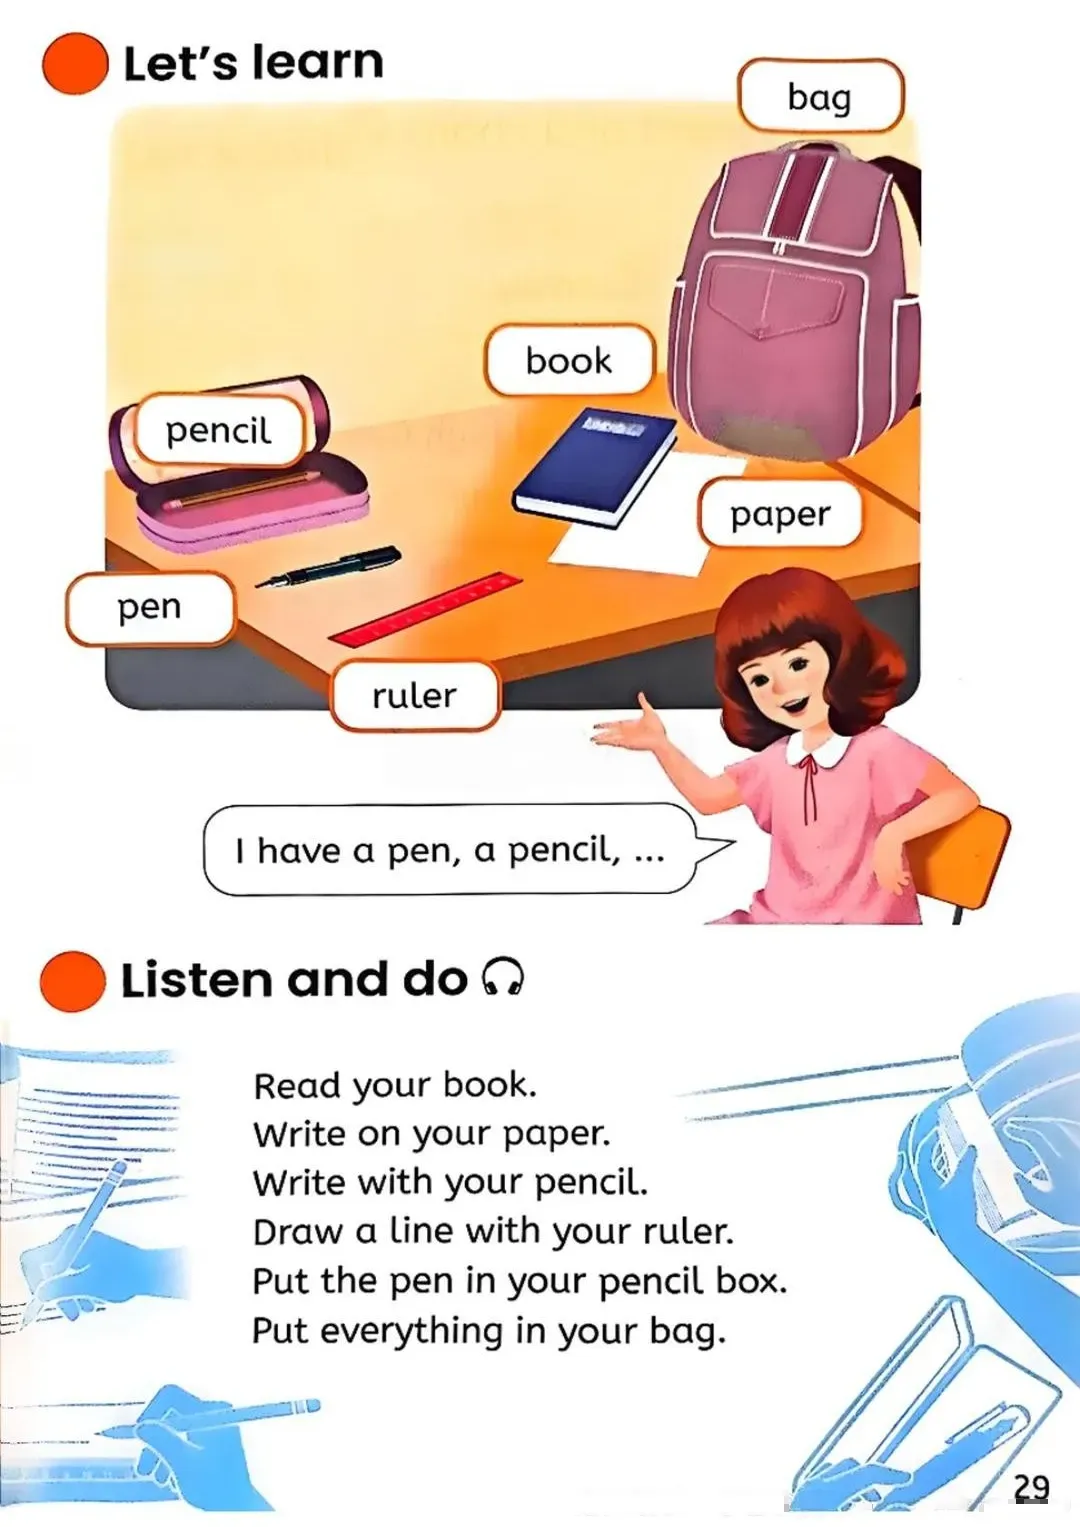 Let's learn
bag
book
pencil
paper
pen
ruler
I have a pen, a pencil, ...
Listen and do
Read your book.
Write on your paper.
Write with your pencil.
Draw a line with your ruler.
Put the pen in your pencil box.
Put everything in your bag.
29